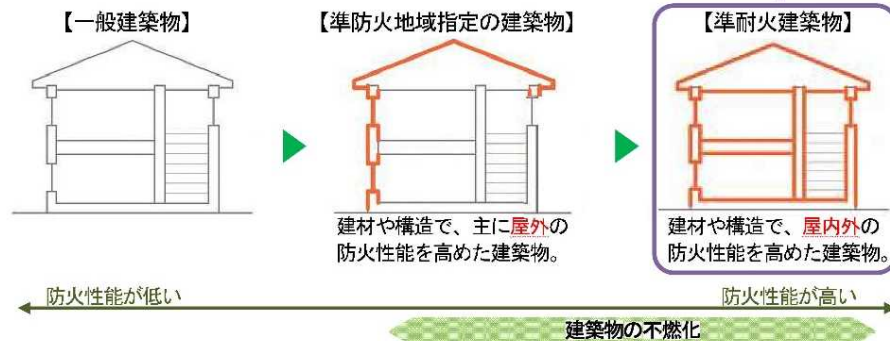 【一般建築物】
【準防火地域指定の建築物】
【準耐火建築物】
建材や構造で、主に屋外の
防火性能を高めた建築物。
建材や構造で、屋内外の
防火性能を高めた建築物。
防火性能が低い
防火性能が高い
建築物の不燃化